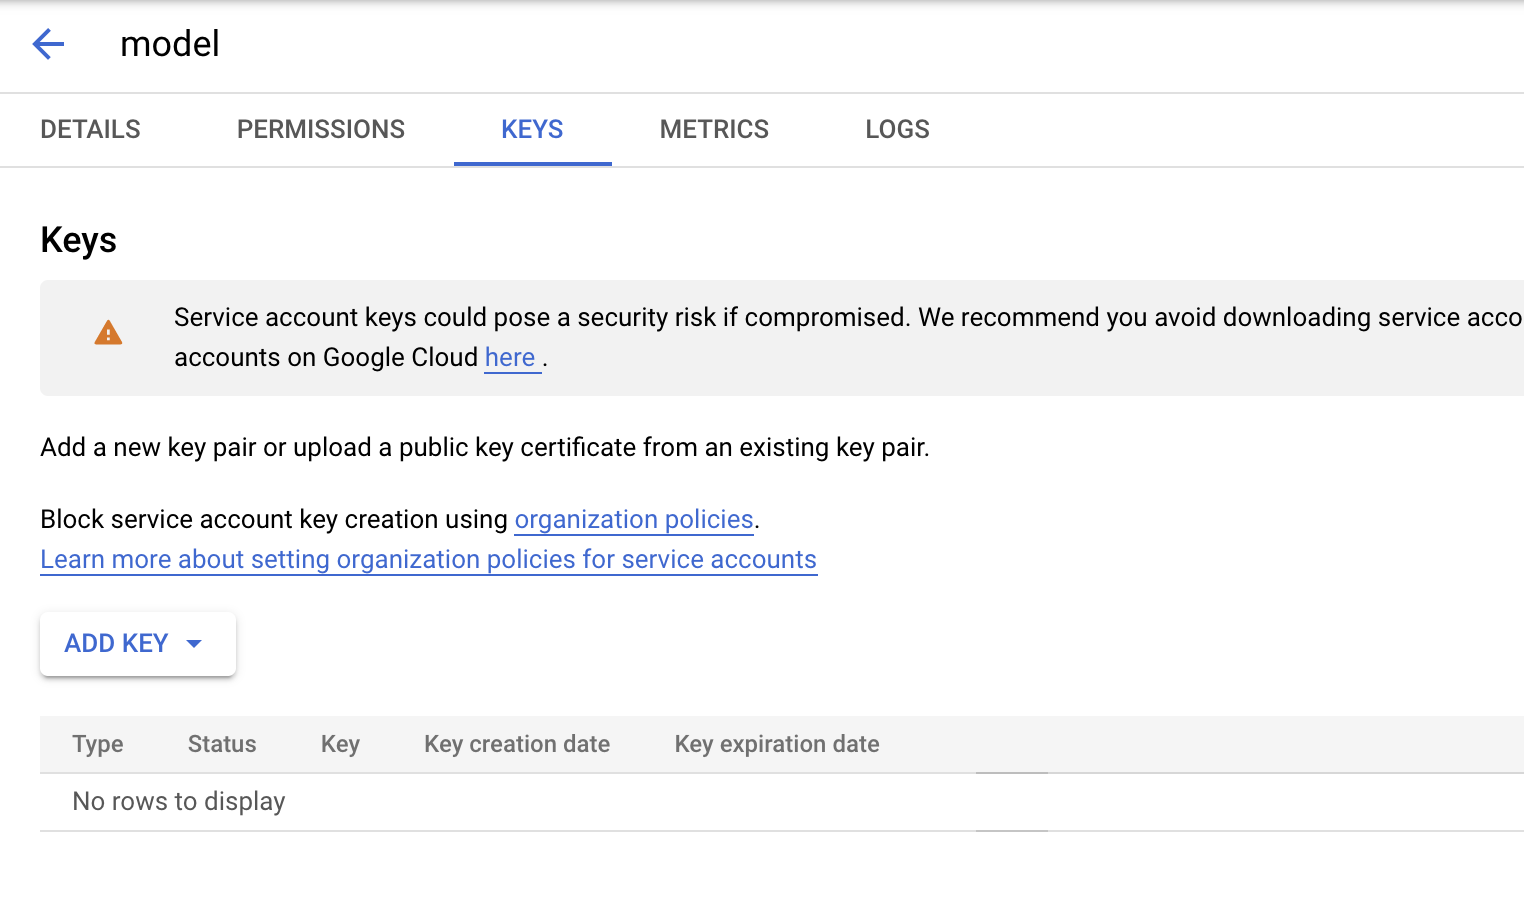 model
DETAILS PERMISSIONS KEYS METRICS LOGS
Keys
Service account keys could pose a security risk if compromised. We recommend you avoid downloading service acco
accounts on Google Cloud here .
Add a new key pair or upload a public key certificate from an existing key pair.
Block service account key creation using organization policies.
Learn more about setting organization policies for service accounts
ADD KEY
Type Status Key Key creation date Key expiration date
No rows to display